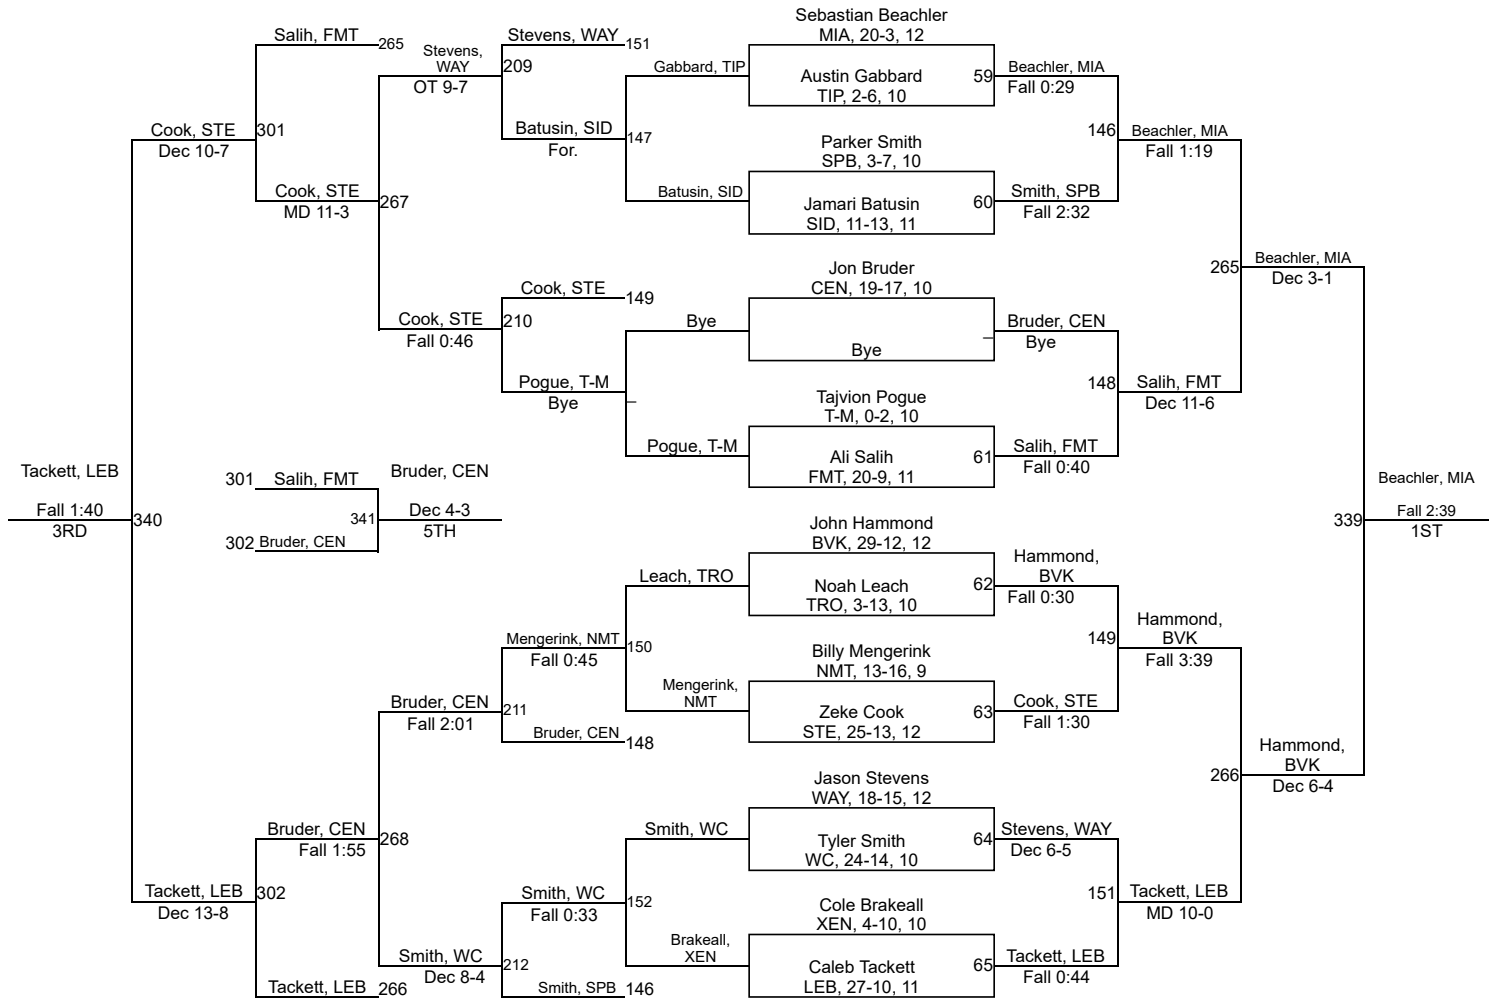 Sebastian Beachler
MIA, 20-3, 12
Austin Gabbard
TIP, 2-6, 10
59
Parker Smith
SPB, 3-7, 10
Jamari Batusin
SID, 11-13, 11
60
Jon Bruder
CEN, 19-17, 10
Bye
Tajvion Pogue
T-M, 0-2, 10
Ali Salih
FMT, 20-9, 11
61
John Hammond
BVK, 29-12, 12
Noah Leach
TRO, 3-13, 10
62
Billy Mengerink
NMT, 13-16, 9
Zeke Cook
STE, 25-13, 12
63
Jason Stevens
WAY, 18-15, 12
Tyler Smith
WC, 24-14, 10
64
Cole Brakeall
XEN, 4-10, 10
Caleb Tackett
LEB, 27-10, 11
65
Beachler, MIA
Fall 0:29
Smith, SPB
Fall 2:32
Bruder, CEN
Bye
Salih, FMT
Fall 0:40
Hammond,
BVK
Fall 0:30
Cook, STE
Fall 1:30
Stevens, WAY
Dec 6-5
Tackett, LEB
Fall 0:44
146
Beachler, MIA
Fall 1:19
148
Salih, FMT
Dec 11-6
149
Hammond,
BVK
Fall 3:39
151
Tackett, LEB
MD 10-0
265
Beachler, MIA
Dec 3-1
266
Hammond,
BVK
Dec 6-4
339
Beachler, MIA
Fall 2:39
1ST
Gabbard, TIP
Batusin, SID
Bye
Pogue, T-M
Leach, TRO
Mengerink,
NMT
Smith, WC
Brakeall,
XEN
Stevens, WAY
151
Batusin, SID
For.
147
Cook, STE
149
Pogue, T-M
Bye
Mengerink, NMT
Fall 0:45
150
Bruder, CEN
148
Smith, WC
Fall 0:33
152
Smith, SPB
146
Stevens,
WAY
OT 9-7
209
Cook, STE
Fall 0:46
210
Bruder, CEN
Fall 2:01
211
Smith, WC
Dec 8-4
212
Salih, FMT
265
Cook, STE
MD 11-3
267
Bruder, CEN
Fall 1:55
268
Tackett, LEB
266
Cook, STE
Dec 10-7
301
Tackett, LEB
Dec 13-8
302
Tackett, LEB
Fall 1:40
3RD
340
301
Salih, FMT
302
Bruder, CEN
341
Bruder, CEN
Dec 4-3
5TH